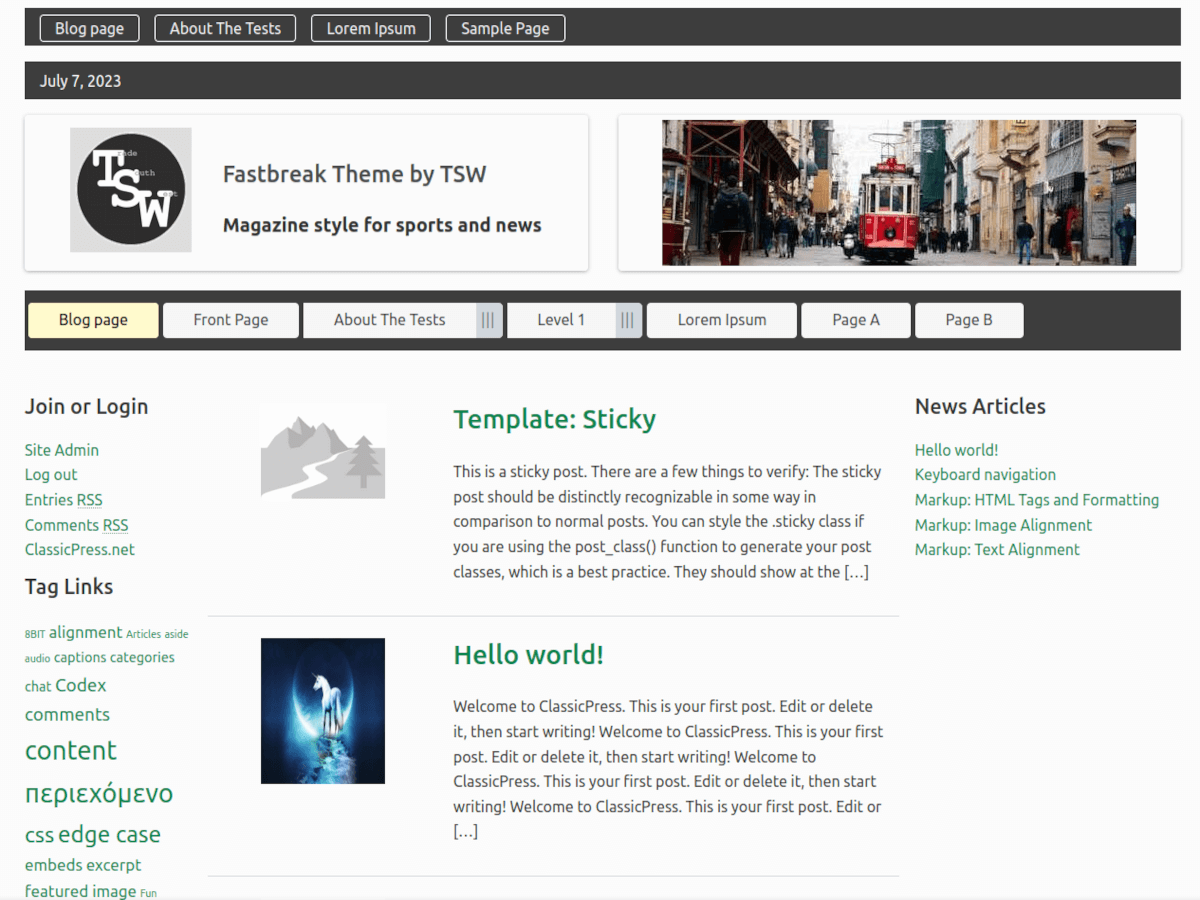 Blog page About The Tests Lorem Ipsum Sample Page
July 7, 2023
TSW
Fastbreak Theme by TSW
Magazine style for sports and news
Blog page Front Page About The Tests ||| Level 1 ||| Lorem Ipsum Page A Page B
Join or Login
Site Admin
Log out
Entries RSS
Comments RSS
ClassicPress.net
Tag Links
8BIT alignment Articles aside
audio captions categories
chat Codex
comments
content
περιεχόμενο
css edge case
embeds excerpt
featured image Fun
Template: Sticky
This is a sticky post. There are a few things to verify: The sticky
post should be distinctly recognizable in some way in
comparison to normal posts. You can style the .sticky class if
you are using the post_class() function to generate your post
classes, which is a best practice. They should show at the […]
Hello world!
Welcome to ClassicPress. This is your first post. Edit or delete
it, then start writing! Welcome to ClassicPress. This is your first
post. Edit or delete it, then start writing! Welcome to
ClassicPress. This is your first post. Edit or delete it, then start
writing! Welcome to ClassicPress. This is your first post. Edit or
[…]
News Articles
Hello world!
Keyboard navigation
Markup: HTML Tags and Formatting
Markup: Image Alignment
Markup: Text Alignment